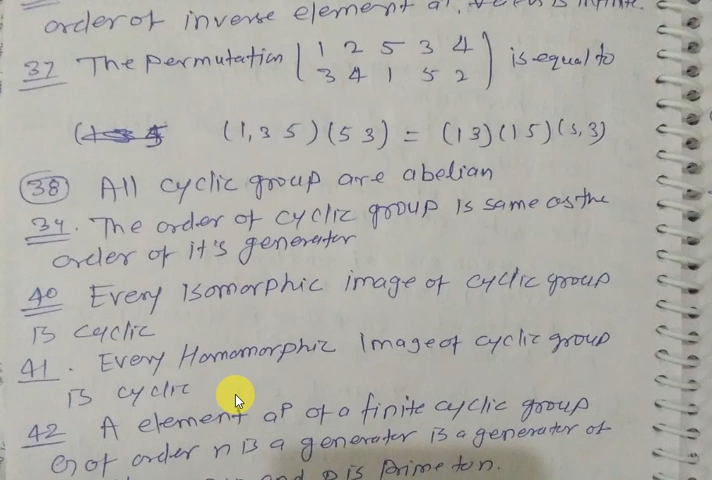 order of inverse element
37 The permutation ( 1 2 5 3 4 ) is equal to
( 3 4 1 5 2 )
(1,3 5) (5 3) = (1 3) (1 5) (5,3)
38 All cyclic group are abelian
34. The order of cyclic group is same as the
order of it's generator
40 Every isomorphic image of cyclic group
is cyclic
41. Every Homomorphic Image of cyclic group
is cyclic
42 A element aP of a finite cyclic group
G of order n is a generator is a generator of
and p is prime to n.